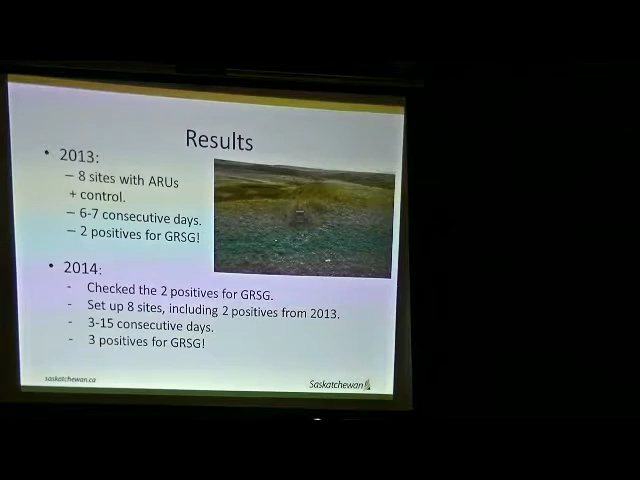 Results
• 2013:
– 8 sites with ARUs
+ control.
– 6-7 consecutive days.
– 2 positives for GRSG!
• 2014:
- Checked the 2 positives for GRSG.
- Set up 8 sites, including 2 positives from 2013.
- 3-15 consecutive days.
- 3 positives for GRSG!
saskatchewan.ca
Saskatchewan